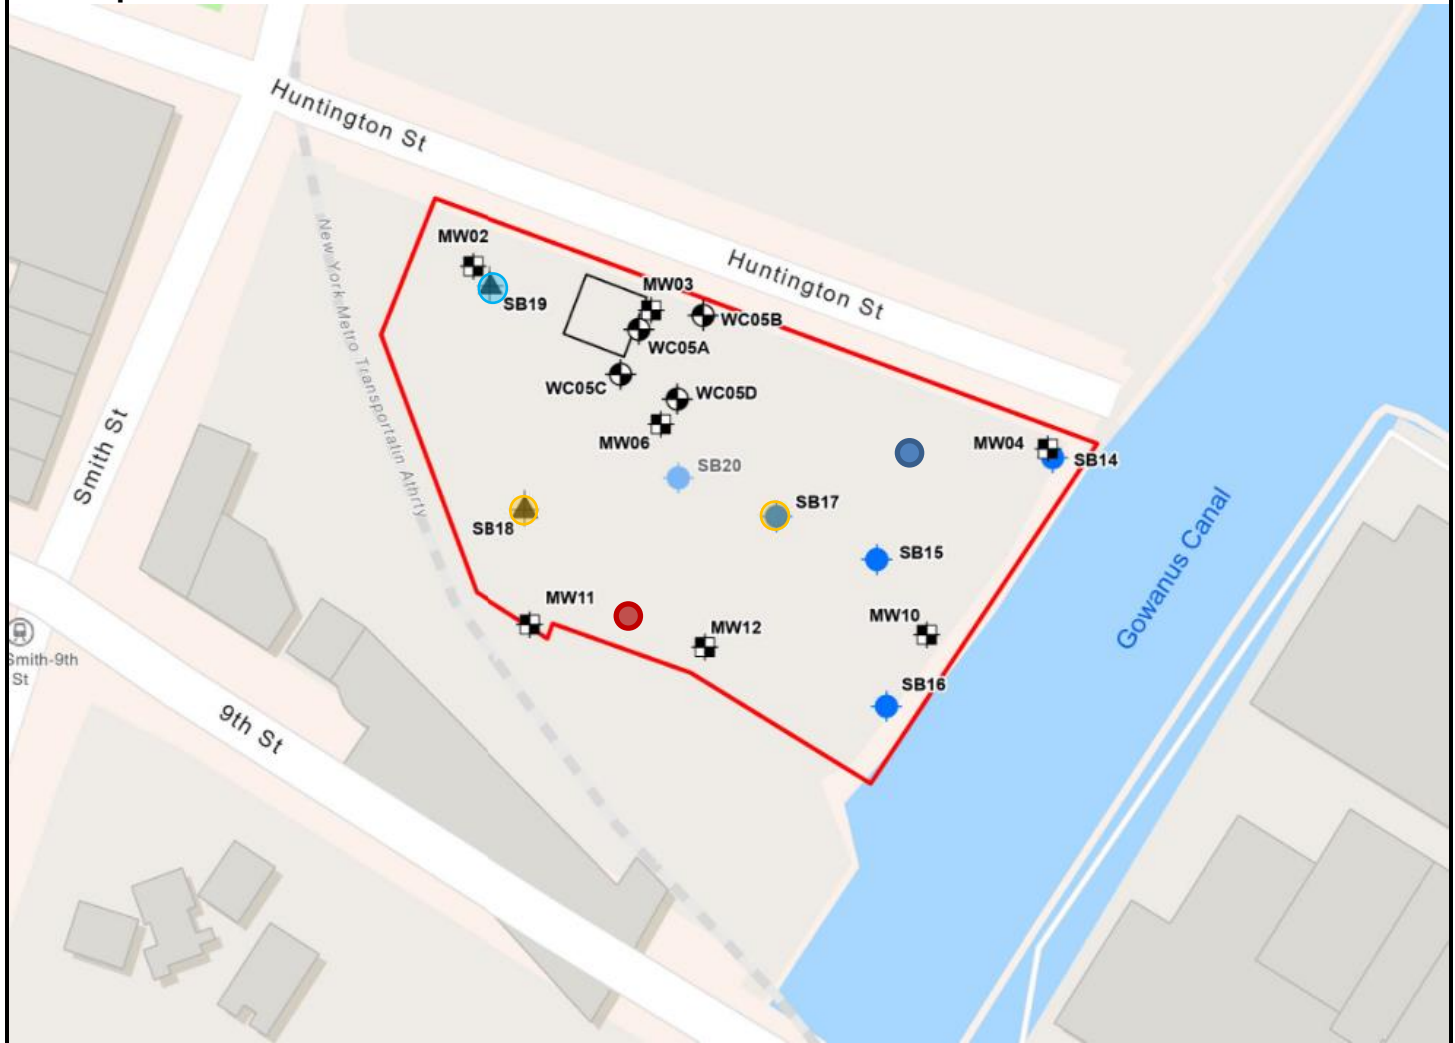 Huntington St
MW02
SB19
MW03
Huntington St
WC05B
WC05A
WC05C
WC05D
MW06
MW04
SB14
SB20
SB17
SB18
SB15
MW11
MW12
MW10
SB16
New York Metro Transportatin Athrty
Smith St
Gowanus Canal
Smith-9th
St
9th St